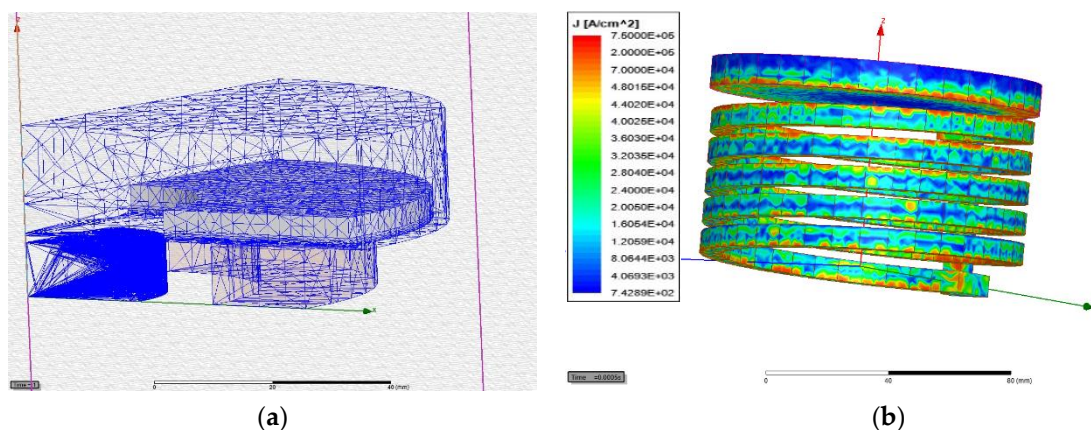 J [A/cm^2]
7.5000E+05
2.0000E+05
7.0000E+04
4.8015E+04
4.4020E+04
4.0025E+04
3.6030E+04
3.2035E+04
2.8040E+04
2.4000E+04
2.0050E+04
1.6054E+04
1.2059E+04
8.0644E+03
4.0693E+03
7.4289E+02
z
z
x
0 20 40 (mm)
Time =0.0005s
0 40 80 (mm)
(a)
(b)